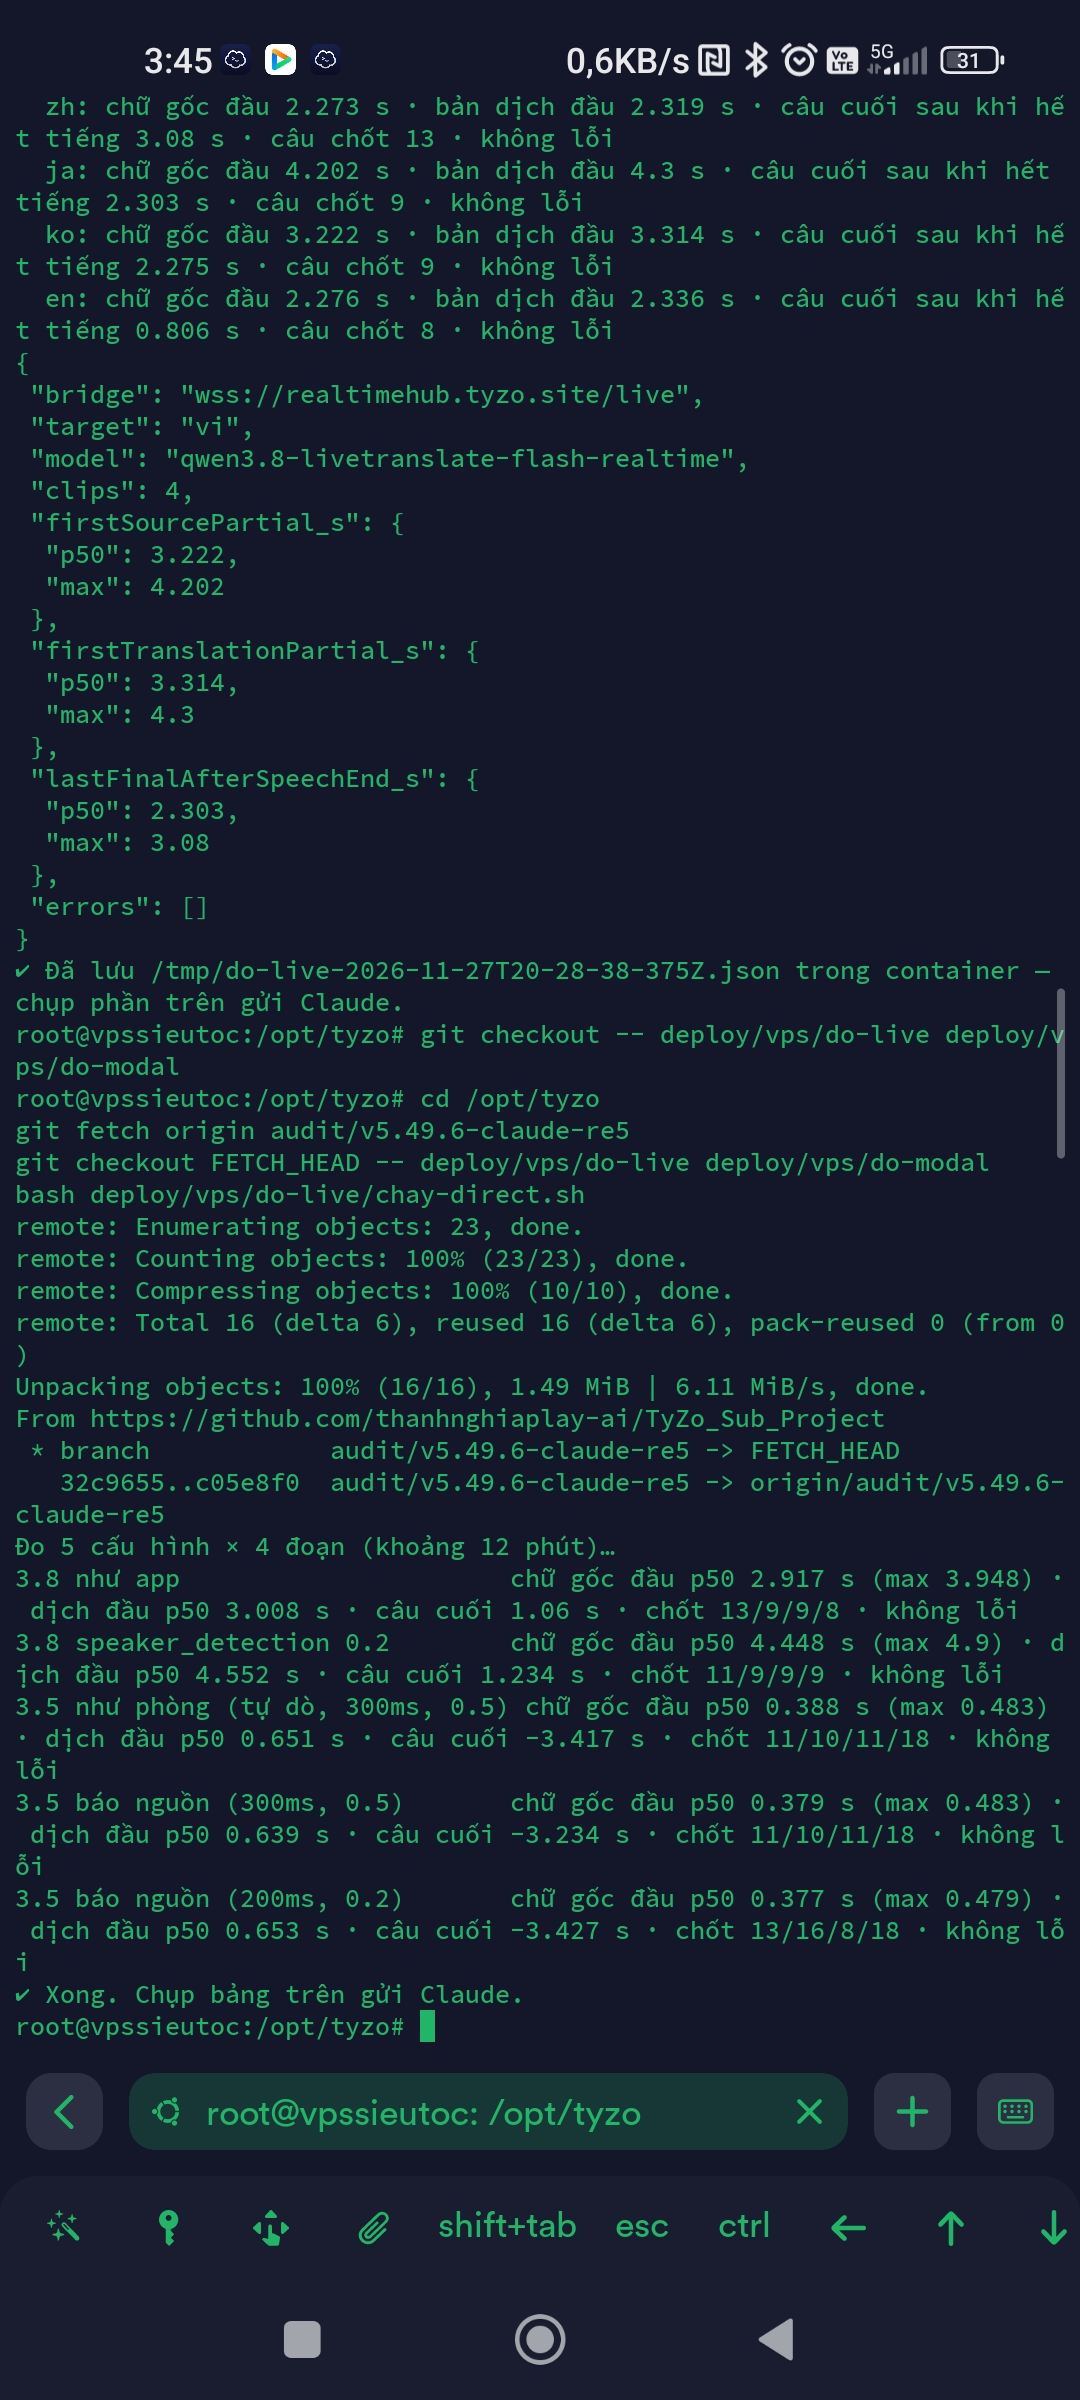 3:45 0,6KB/s Vo LTE 5G 31
zh: chữ gốc đầu 2.273 s · bản dịch đầu 2.319 s · câu cuối sau khi hế
t tiếng 3.08 s · câu chốt 13 · không lỗi
ja: chữ gốc đầu 4.202 s · bản dịch đầu 4.3 s · câu cuối sau khi hết
tiếng 2.303 s · câu chốt 9 · không lỗi
ko: chữ gốc đầu 3.222 s · bản dịch đầu 3.314 s · câu cuối sau khi hế
t tiếng 2.275 s · câu chốt 9 · không lỗi
en: chữ gốc đầu 2.276 s · bản dịch đầu 2.336 s · câu cuối sau khi hế
t tiếng 0.806 s · câu chốt 8 · không lỗi
{
"bridge": "wss://realtimehub.tyzo.site/live",
"target": "vi",
"model": "qwen3.8-livetranslate-flash-realtime",
"clips": 4,
"firstSourcePartial_s": {
"p50": 3.222,
"max": 4.202
},
"firstTranslationPartial_s": {
"p50": 3.314,
"max": 4.3
},
"lastFinalAfterSpeechEnd_s": {
"p50": 2.303,
"max": 3.08
},
"errors": []
}
✔ Đã lưu /tmp/do-live-2026-11-27T20-28-38-375Z.json trong container —
chụp phần trên gửi Claude.
root@vpssieutoc:/opt/tyzo# git checkout -- deploy/vps/do-live deploy/v
ps/do-modal
root@vpssieutoc:/opt/tyzo# cd /opt/tyzo
git fetch origin audit/v5.49.6-claude-re5
git checkout FETCH_HEAD -- deploy/vps/do-live deploy/vps/do-modal
bash deploy/vps/do-live/chay-direct.sh
remote: Enumerating objects: 23, done.
remote: Counting objects: 100% (23/23), done.
remote: Compressing objects: 100% (10/10), done.
remote: Total 16 (delta 6), reused 16 (delta 6), pack-reused 0 (from 0
)
Unpacking objects: 100% (16/16), 1.49 MiB | 6.11 MiB/s, done.
From https://github.com/thanhnghiaplay-ai/TyZo_Sub_Project
* branch audit/v5.49.6-claude-re5 -> FETCH_HEAD
32c9655..c05e8f0 audit/v5.49.6-claude-re5 -> origin/audit/v5.49.6-
claude-re5
Đo 5 cấu hình × 4 đoạn (khoảng 12 phút)…
3.8 như app chữ gốc đầu p50 2.917 s (max 3.948) ·
dịch đầu p50 3.008 s · câu cuối 1.06 s · chốt 13/9/9/8 · không lỗi
3.8 speaker_detection 0.2 chữ gốc đầu p50 4.448 s (max 4.9) · d
ịch đầu p50 4.552 s · câu cuối 1.234 s · chốt 11/9/9/9 · không lỗi
3.5 như phòng (tự dò, 300ms, 0.5) chữ gốc đầu p50 0.388 s (max 0.483)
· dịch đầu p50 0.651 s · câu cuối -3.417 s · chốt 11/10/11/18 · không
lỗi
3.5 báo nguồn (300ms, 0.5) chữ gốc đầu p50 0.379 s (max 0.483) ·
dịch đầu p50 0.639 s · câu cuối -3.234 s · chốt 11/10/11/18 · không l
ỗi
3.5 báo nguồn (200ms, 0.2) chữ gốc đầu p50 0.377 s (max 0.479) ·
dịch đầu p50 0.653 s · câu cuối -3.427 s · chốt 13/16/8/18 · không lỗ
i
✔ Xong. Chụp bảng trên gửi Claude.
root@vpssieutoc:/opt/tyzo#
root@vpssieutoc: /opt/tyzo
shift+tab esc ctrl